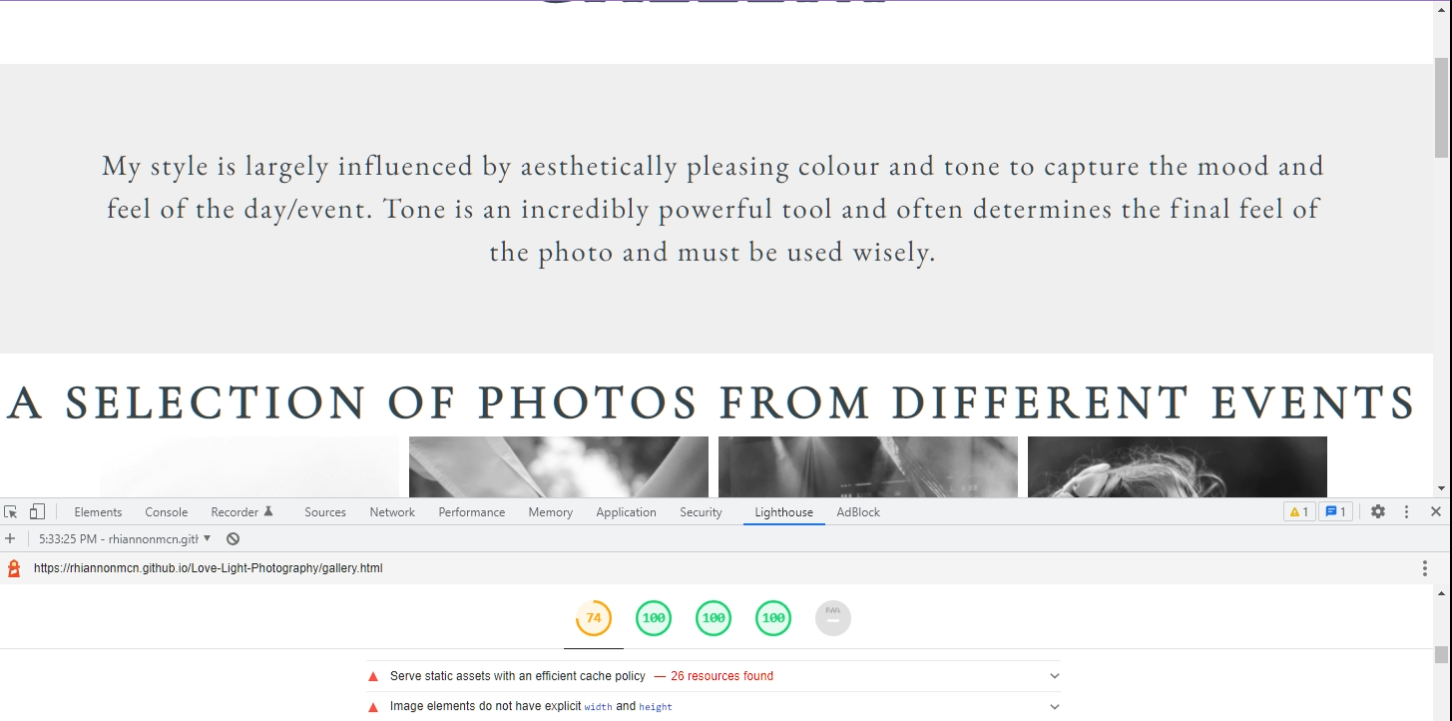 My style is largely influenced by aesthetically pleasing colour and tone to capture the mood and
feel of the day/event. Tone is an incredibly powerful tool and often determines the final feel of
the photo and must be used wisely.
A SELECTION OF PHOTOS FROM DIFFERENT EVENTS
Elements Console Recorder Sources Network Performance Memory Application Security Lighthouse AdBlock 1 1
5:33:25 PM - rhiannonmcn.gith
https://rhiannonmcn.github.io/Love-Light-Photography/gallery.html
74 100 100 100 PWA
Serve static assets with an efficient cache policy — 26 resources found
Image elements do not have explicit width and height